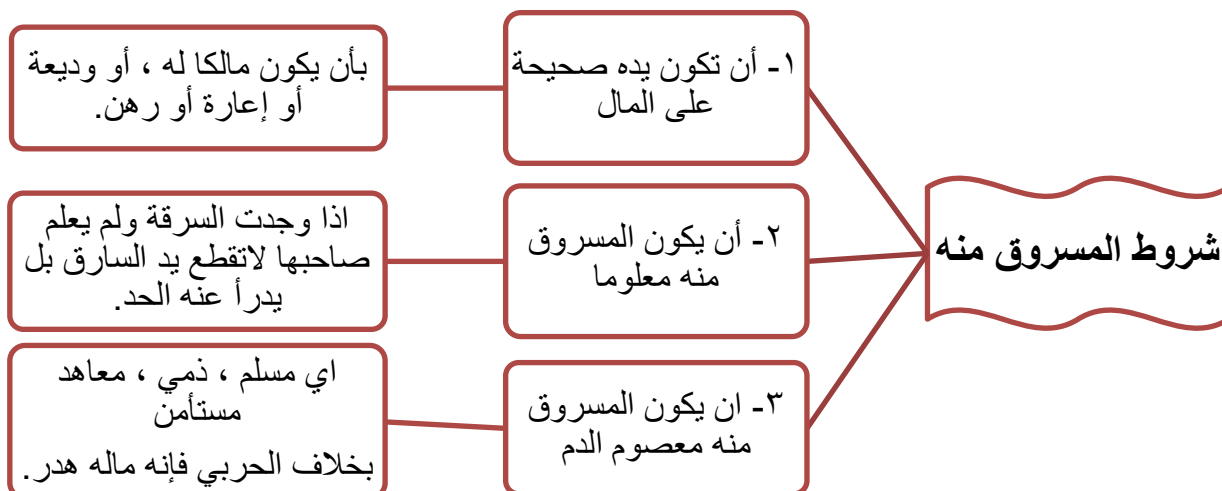 شروط المسروق منه
١- أن تكون يده صحيحة
على المال
بأن يكون مالكا له ، أو وديعة
أو إعارة أو رهن.
٢- أن يكون المسروق
منه معلوما
اذا وجدت السرقة ولم يعلم
صاحبها لاتقطع يد السارق بل
يدرأ عنه الحد.
٣- ان يكون المسروق
منه معصوم الدم
اي مسلم ، ذمي ، معاهد
مستأمن
بخلاف الحربي فإنه ماله هدر.